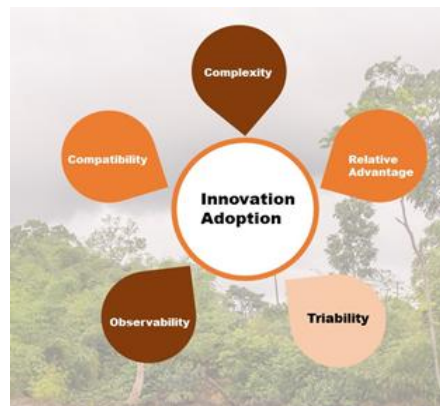 Complexity
Compatibility
Relative
Advantage
Innovation
Adoption
Observability
Triability